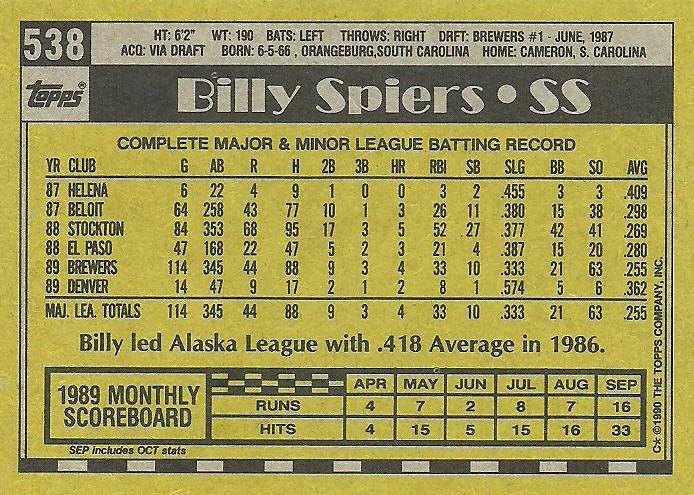 538 HT: 6'2" WT: 190 BATS: LEFT THROWS: RIGHT DRFT: BREWERS #1 - JUNE, 1987
ACQ: VIA DRAFT BORN: 6-5-66 , ORANGEBURG,SOUTH CAROLINA HOME: CAMERON, S. CAROLINA
Topps® Billy Spiers • SS
COMPLETE MAJOR & MINOR LEAGUE BATTING RECORD
YR CLUB G AB R H 2B 3B HR RBI SB SLG BB SO AVG
87 HELENA 6 22 4 9 1 0 0 3 2 .455 3 3 .409
87 BELOIT 64 258 43 77 10 1 3 26 11 .380 15 38 .298
88 STOCKTON 84 353 68 95 17 3 5 52 27 .377 42 41 .269
88 EL PASO 47 168 22 47 5 2 3 21 4 .387 15 20 .280
89 BREWERS 114 345 44 88 9 3 4 33 10 .333 21 63 .255
89 DENVER 14 47 9 17 2 1 2 8 1 .574 5 6 .362
MAJ. LEA. TOTALS 114 345 44 88 9 3 4 33 10 .333 21 63 .255
Billy led Alaska League with .418 Average in 1986.
1989 MONTHLY
SCOREBOARD
APR MAY JUN JUL AUG SEP
RUNS 4 7 2 8 7 16
HITS 4 15 5 16 15 33
SEP includes OCT stats
C* ©1990 THE TOPPS COMPANY, INC.